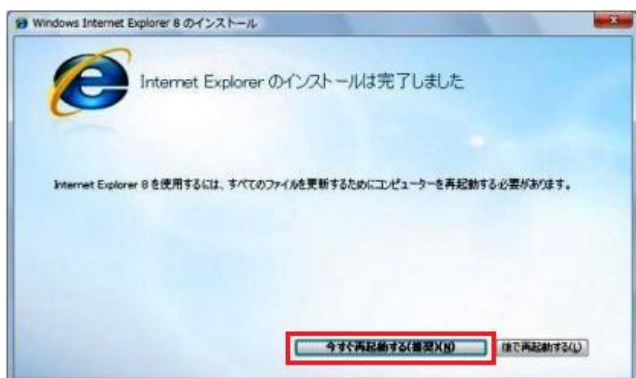 Windows Internet Explorer 8 のインストール
Internet Explorer のインストールは完了しました
Internet Explorer 8 を使用するには、すべてのファイルを更新するためにコンピューターを再起動する必要があります。
今すぐ再起動する(推奨)(N)
後で再起動する(L)